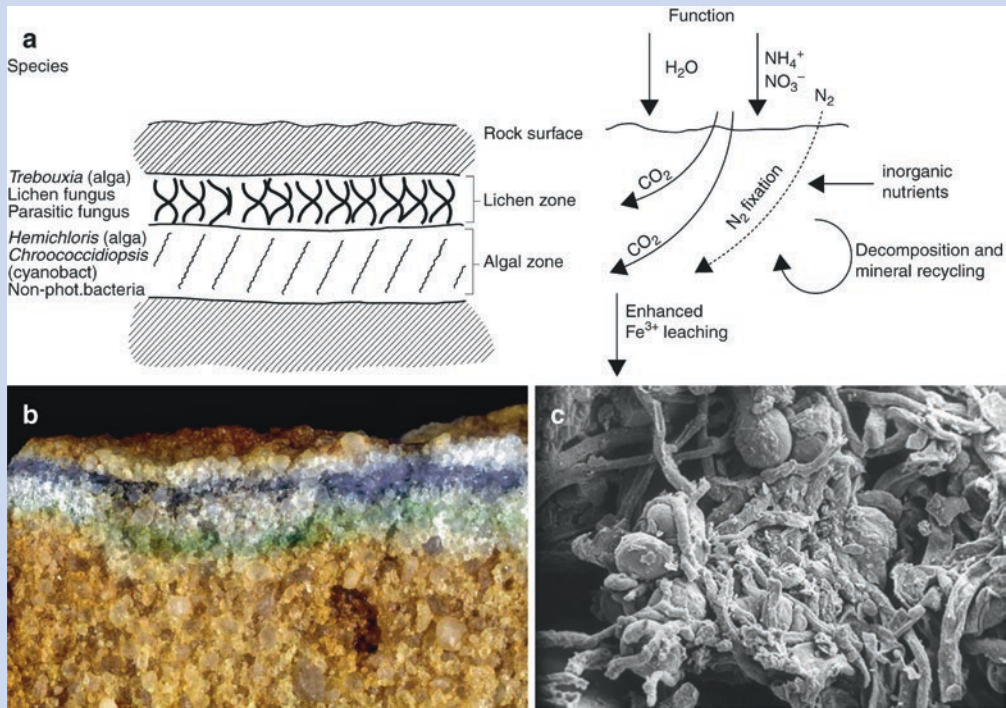 a
Species
Function
H₂O
NH₄⁺
NO₃⁻
N₂
Rock surface
Trebouxia (alga)
Lichen fungus
Parasitic fungus
Lichen zone
Hemichloris (alga)
Chroococcidiopsis
(cyanobact)
Non-phot.bacteria
Algal zone
CO₂
CO₂
N₂ fixation
inorganic
nutrients
Decomposition and
mineral recycling
Enhanced
Fe³⁺ leaching
b
c